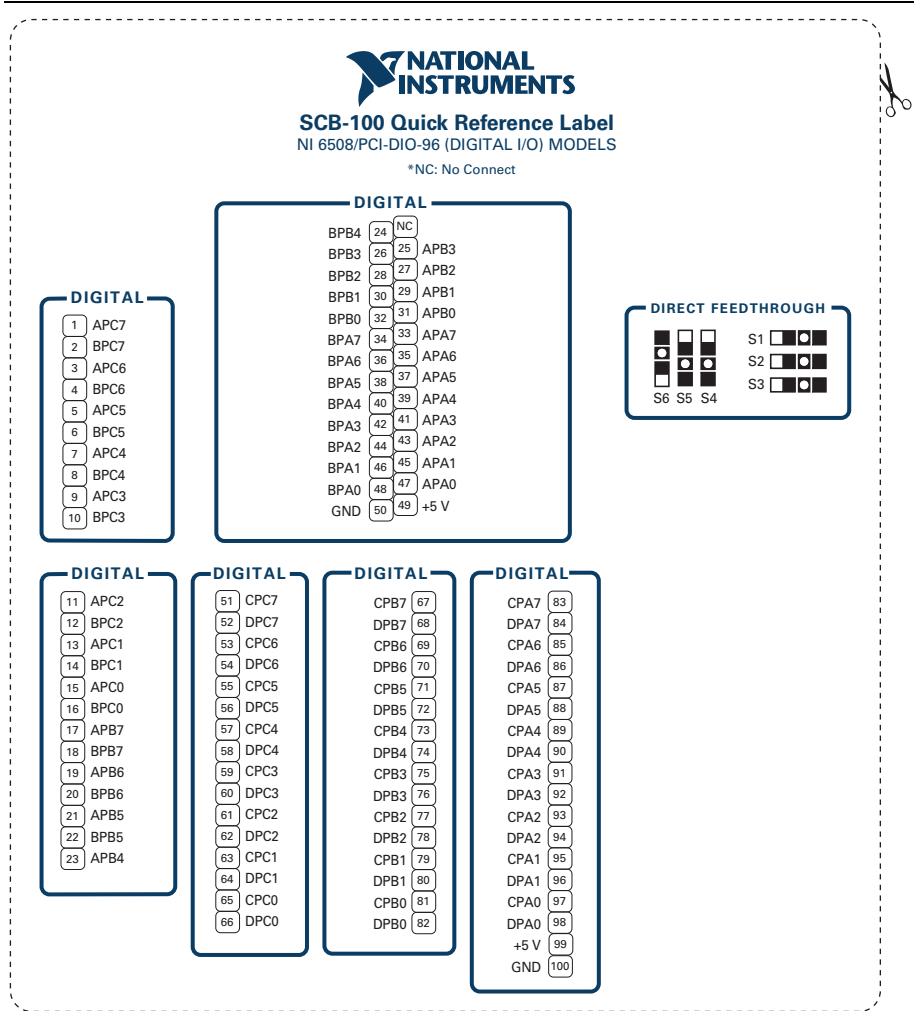 NATIONAL
INSTRUMENTS
SCB-100 Quick Reference Label
NI 6508/PCI-DIO-96 (DIGITAL I/O) MODELS
*NC: No Connect
DIGITAL
NC
BPB4 24
25 APB3
BPB3 26
27 APB2
BPB2 28
29 APB1
BPB1 30
31 APB0
BPB0 32
33 APA7
BPA7 34
35 APA6
BPA6 36
37 APA5
BPA5 38
39 APA4
BPA4 40
41 APA3
BPA3 42
43 APA2
BPA2 44
45 APA1
BPA1 46
47 APA0
BPA0 48
49 +5 V
GND 50
DIGITAL
1 APC7
2 BPC7
3 APC6
4 BPC6
5 APC5
6 BPC5
7 APC4
8 BPC4
9 APC3
10 BPC3
DIRECT FEEDTHROUGH
S6 S5 S4
S1
S2
S3
DIGITAL
11 APC2
12 BPC2
13 APC1
14 BPC1
15 APC0
16 BPC0
17 APB7
18 BPB7
19 APB6
20 BPB6
21 APB5
22 BPB5
23 APB4
DIGITAL
51 CPC7
52 DPC7
53 CPC6
54 DPC6
55 CPC5
56 DPC5
57 CPC4
58 DPC4
59 CPC3
60 DPC3
61 CPC2
62 DPC2
63 CPC1
64 DPC1
65 CPC0
66 DPC0
DIGITAL
CPB7 67
DPB7 68
CPB6 69
DPB6 70
CPB5 71
DPB5 72
CPB4 73
DPB4 74
CPB3 75
DPB3 76
CPB2 77
DPB2 78
CPB1 79
DPB1 80
CPB0 81
DPB0 82
DIGITAL
CPA7 83
DPA7 84
CPA6 85
DPA6 86
CPA5 87
DPA5 88
CPA4 89
DPA4 90
CPA3 91
DPA3 92
CPA2 93
DPA2 94
CPA1 95
DPA1 96
CPA0 97
DPA0 98
+5 V 99
GND 100